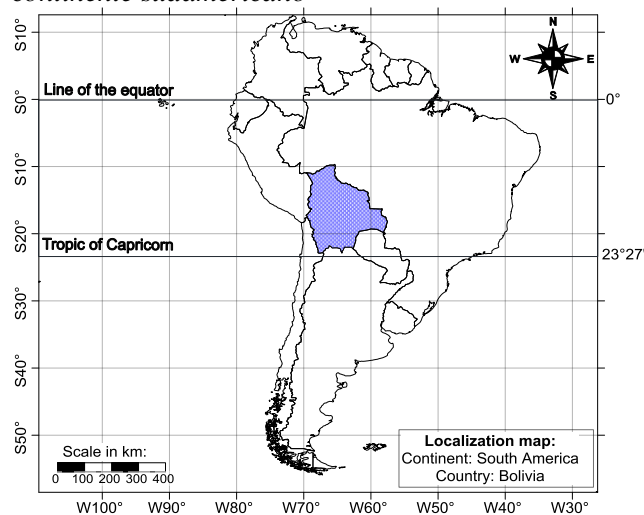 continente sudamericano
N
W E
S
S10°
Line of the equator
S0° 0°
S10°
S20°
Tropic of Capricorn
23°27'
S30°
S40°
S50°
Scale in km:
0 100 200 300 400
Localization map:
Continent: South America
Country: Bolivia
W100° W90° W80° W70° W60° W50° W40° W30°